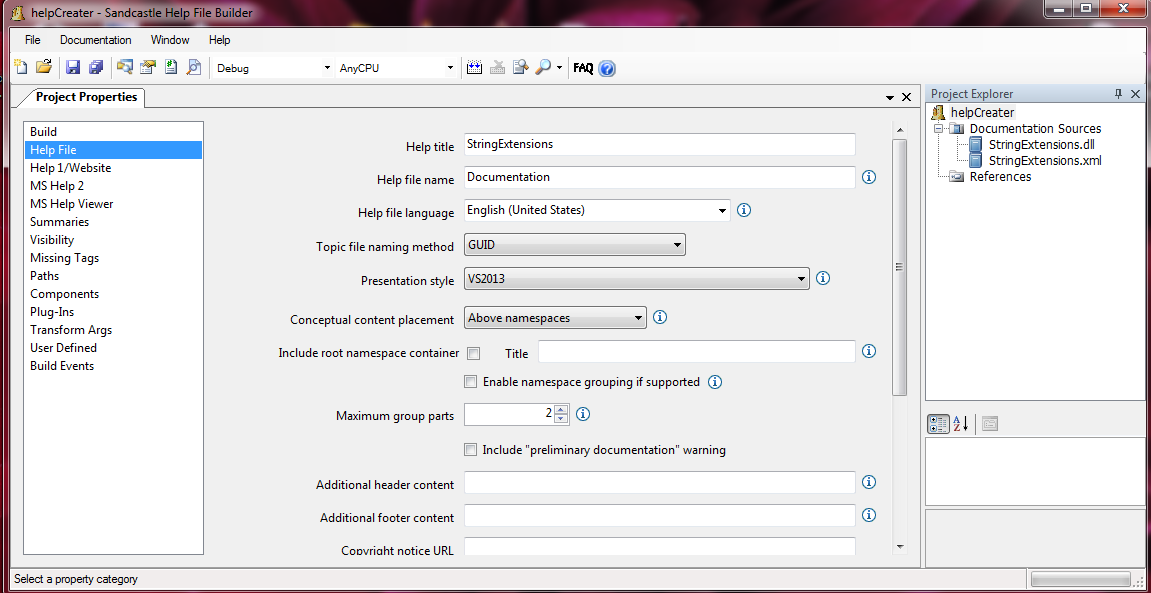 helpCreater - Sandcastle Help File Builder
File Documentation Window Help
Debug AnyCPU FAQ ?
Project Properties
Build
Help File
Help 1/Website
MS Help 2
MS Help Viewer
Summaries
Visibility
Missing Tags
Paths
Components
Plug-Ins
Transform Args
User Defined
Build Events
Help title StringExtensions
Help file name Documentation
Help file language English (United States)
Topic file naming method GUID
Presentation style VS2013
Conceptual content placement Above namespaces
Include root namespace container Title
Enable namespace grouping if supported
Maximum group parts 2
Include "preliminary documentation" warning
Additional header content
Additional footer content
Copyright notice URL
Project Explorer
helpCreater
Documentation Sources
StringExtensions.dll
StringExtensions.xml
References
Select a property category